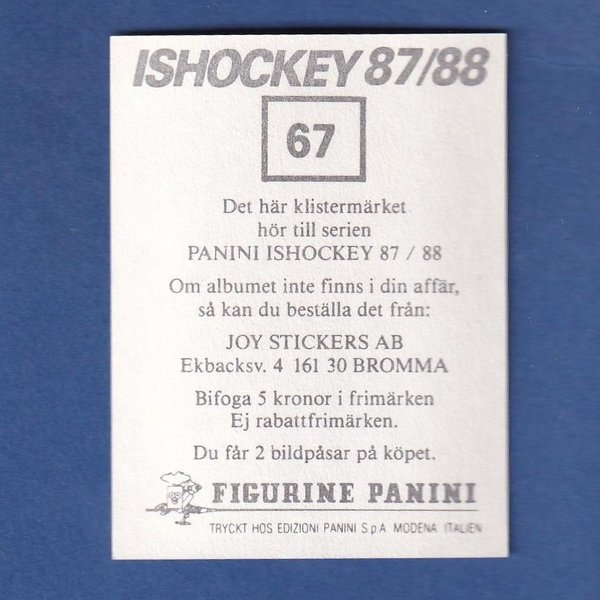 ISHOCKEY 87/88
67
Det här klistermärket
hör till serien
PANINI ISHOCKEY 87 / 88
Om albumet inte finns i din affär,
så kan du beställa det från:
JOY STICKERS AB
Ekbacksv. 4 161 30 BROMMA
Bifoga 5 kronor i frimärken
Ej rabattfrimärken.
Du får 2 bildpåsar på köpet.
FIGURINE PANINI
TRYCKT HOS EDIZIONI PANINI S.p.A MODENA ITALIEN